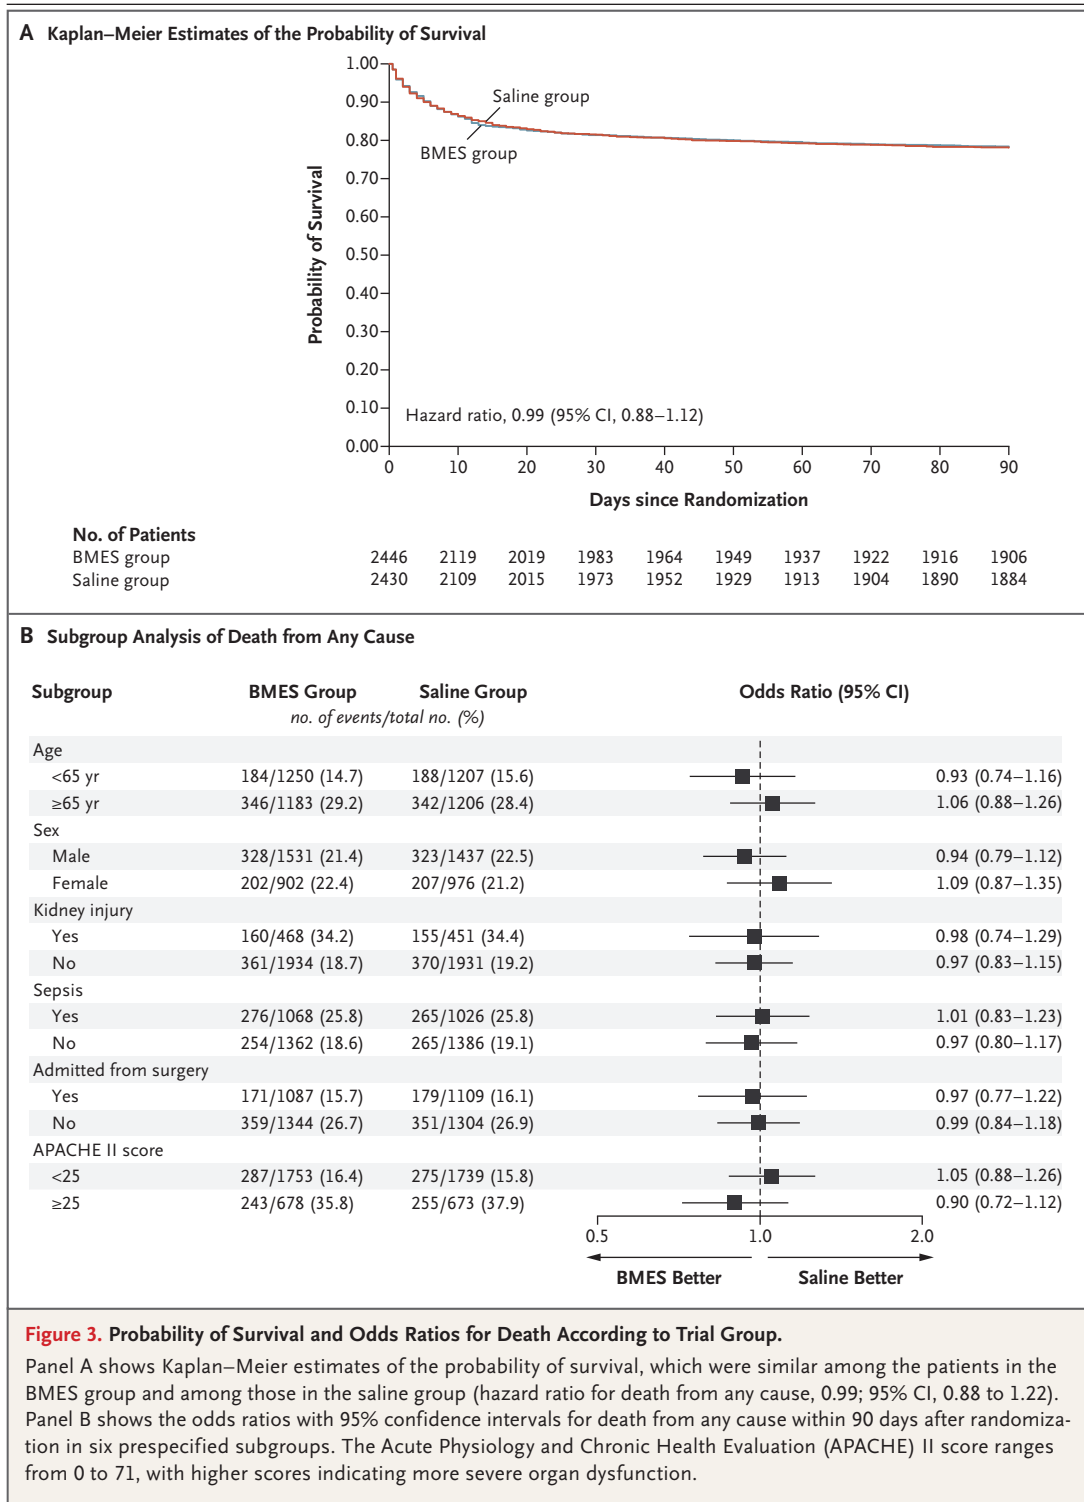 A Kaplan–Meier Estimates of the Probability of Survival
1.00
0.90
0.80
0.70
0.60
0.50
0.40
0.30
0.20
0.10
0.00
Probability of Survival
Saline group
BMES group
Hazard ratio, 0.99 (95% CI, 0.88–1.12)
0 10 20 30 40 50 60 70 80 90
Days since Randomization
No. of Patients
BMES group 2446 2119 2019 1983 1964 1949 1937 1922 1916 1906
Saline group 2430 2109 2015 1973 1952 1929 1913 1904 1890 1884
B Subgroup Analysis of Death from Any Cause
Subgroup BMES Group Saline Group Odds Ratio (95% CI)
no. of events/total no. (%)
Age
<65 yr 184/1250 (14.7) 188/1207 (15.6) 0.93 (0.74–1.16)
≥65 yr 346/1183 (29.2) 342/1206 (28.4) 1.06 (0.88–1.26)
Sex
Male 328/1531 (21.4) 323/1437 (22.5) 0.94 (0.79–1.12)
Female 202/902 (22.4) 207/976 (21.2) 1.09 (0.87–1.35)
Kidney injury
Yes 160/468 (34.2) 155/451 (34.4) 0.98 (0.74–1.29)
No 361/1934 (18.7) 370/1931 (19.2) 0.97 (0.83–1.15)
Sepsis
Yes 276/1068 (25.8) 265/1026 (25.8) 1.01 (0.83–1.23)
No 254/1362 (18.6) 265/1386 (19.1) 0.97 (0.80–1.17)
Admitted from surgery
Yes 171/1087 (15.7) 179/1109 (16.1) 0.97 (0.77–1.22)
No 359/1344 (26.7) 351/1304 (26.9) 0.99 (0.84–1.18)
APACHE II score
<25 287/1753 (16.4) 275/1739 (15.8) 1.05 (0.88–1.26)
≥25 243/678 (35.8) 255/673 (37.9) 0.90 (0.72–1.12)
0.5 1.0 2.0
BMES Better Saline Better
Figure 3. Probability of Survival and Odds Ratios for Death According to Trial Group.
Panel A shows Kaplan–Meier estimates of the probability of survival, which were similar among the patients in the
BMES group and among those in the saline group (hazard ratio for death from any cause, 0.99; 95% CI, 0.88 to 1.22).
Panel B shows the odds ratios with 95% confidence intervals for death from any cause within 90 days after randomiza-
tion in six prespecified subgroups. The Acute Physiology and Chronic Health Evaluation (APACHE) II score ranges
from 0 to 71, with higher scores indicating more severe organ dysfunction.